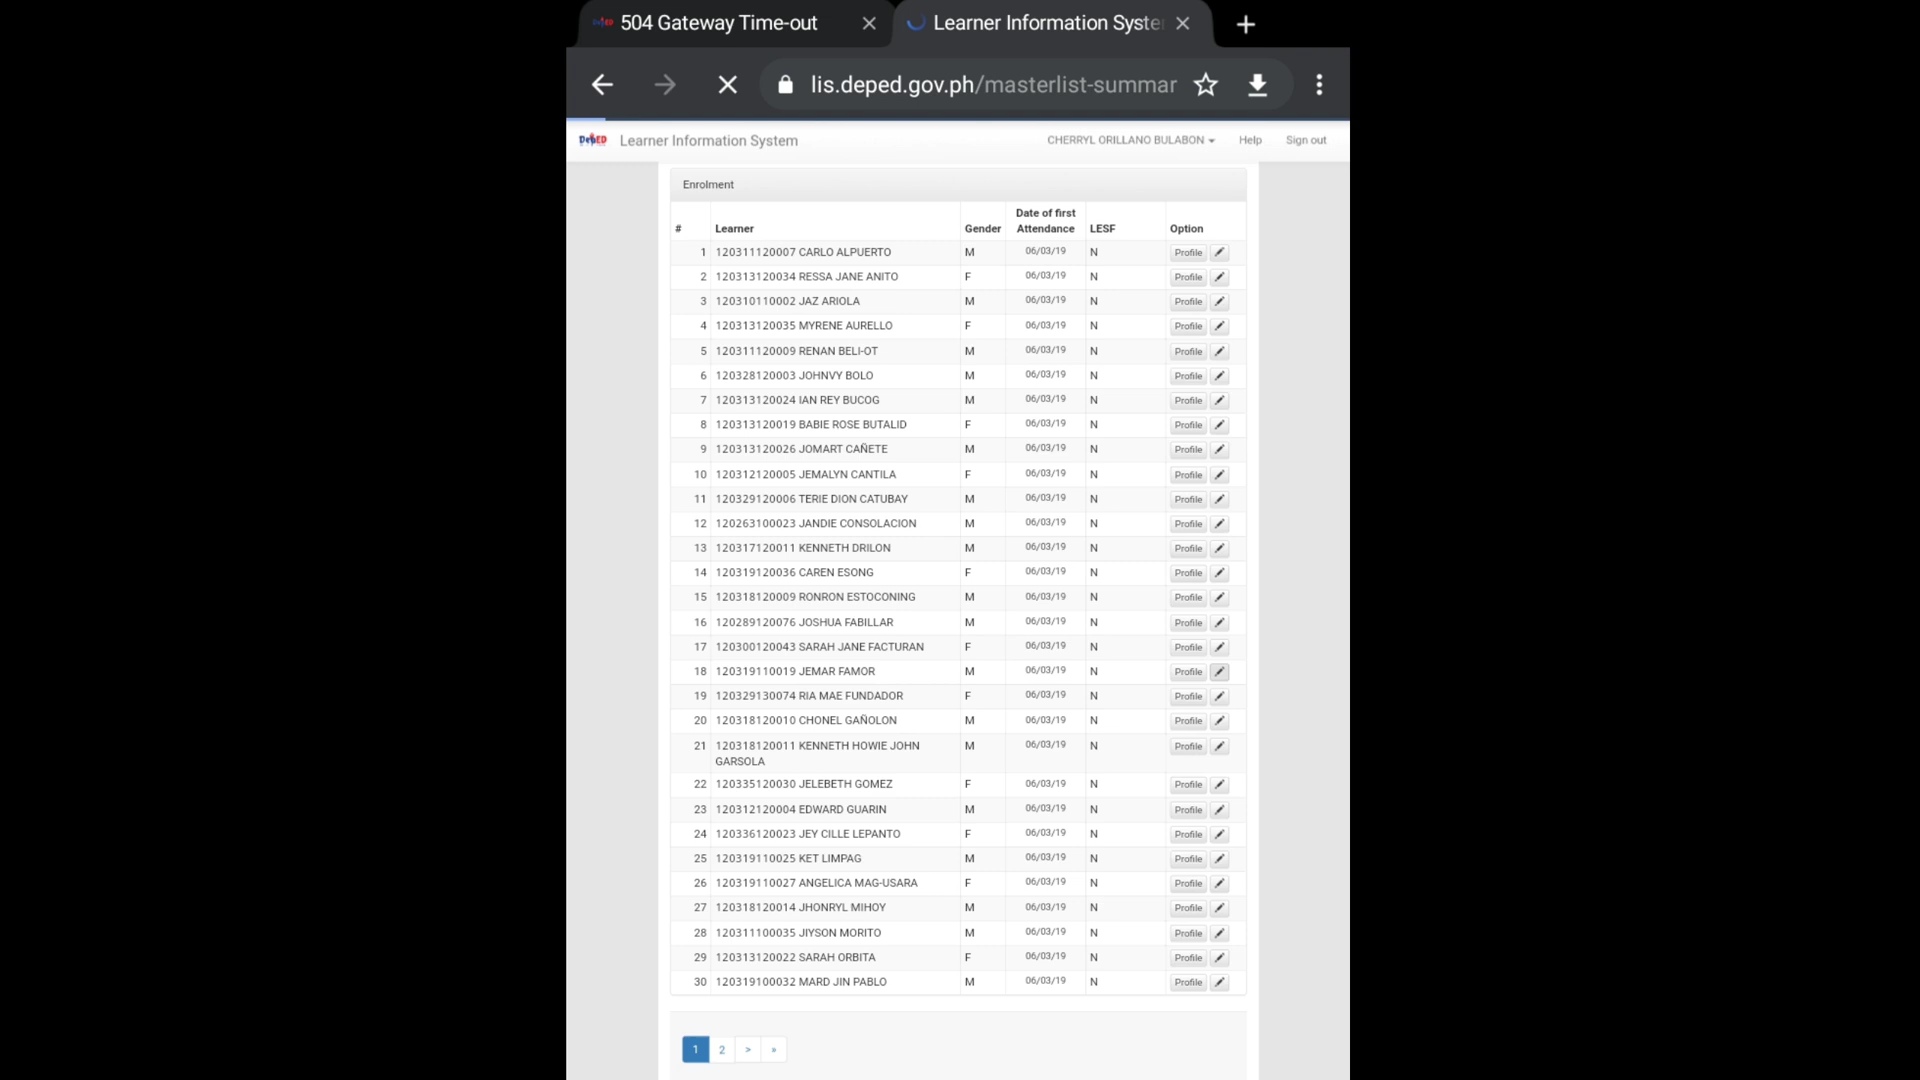 504 Gateway Time-out
Learner Information Syste
lis.deped.gov.ph/masterlist-summar
DepED Learner Information System CHERRYL ORILLANO BULABON Help Sign out
Enrolment
# Learner Gender Date of first Attendance LESF Option
1 120311120007 CARLO ALPUERTO M 06/03/19 N Profile
2 120313120034 RESSA JANE ANITO F 06/03/19 N Profile
3 120310110002 JAZ ARIOLA M 06/03/19 N Profile
4 120313120035 MYRENE AURELLO F 06/03/19 N Profile
5 120311120009 RENAN BELI-OT M 06/03/19 N Profile
6 120328120003 JOHNVY BOLO M 06/03/19 N Profile
7 120313120024 IAN REY BUCOG M 06/03/19 N Profile
8 120313120019 BABIE ROSE BUTALID F 06/03/19 N Profile
9 120313120026 JOMART CAÑETE M 06/03/19 N Profile
10 120312120005 JEMALYN CANTILA F 06/03/19 N Profile
11 120329120006 TERIE DION CATUBAY M 06/03/19 N Profile
12 120263100023 JANDIE CONSOLACION M 06/03/19 N Profile
13 120317120011 KENNETH DRILON M 06/03/19 N Profile
14 120319120036 CAREN ESONG F 06/03/19 N Profile
15 120318120009 RONRON ESTOCONING M 06/03/19 N Profile
16 120289120076 JOSHUA FABILLAR M 06/03/19 N Profile
17 120300120043 SARAH JANE FACTURAN F 06/03/19 N Profile
18 120319110019 JEMAR FAMOR M 06/03/19 N Profile
19 120329130074 RIA MAE FUNDADOR F 06/03/19 N Profile
20 120318120010 CHONEL GAÑOLON M 06/03/19 N Profile
21 120318120011 KENNETH HOWIE JOHN M 06/03/19 N Profile
GARSOLA
22 120335120030 JELEBETH GOMEZ F 06/03/19 N Profile
23 120312120004 EDWARD GUARIN M 06/03/19 N Profile
24 120336120023 JEY CILLE LEPANTO F 06/03/19 N Profile
25 120319110025 KET LIMPAG M 06/03/19 N Profile
26 120319110027 ANGELICA MAG-USARA F 06/03/19 N Profile
27 120318120014 JHONRYL MIHOY M 06/03/19 N Profile
28 120311100035 JIYSON MORITO M 06/03/19 N Profile
29 120313120022 SARAH ORBITA F 06/03/19 N Profile
30 120319100032 MARD JIN PABLO M 06/03/19 N Profile
1 2 > »